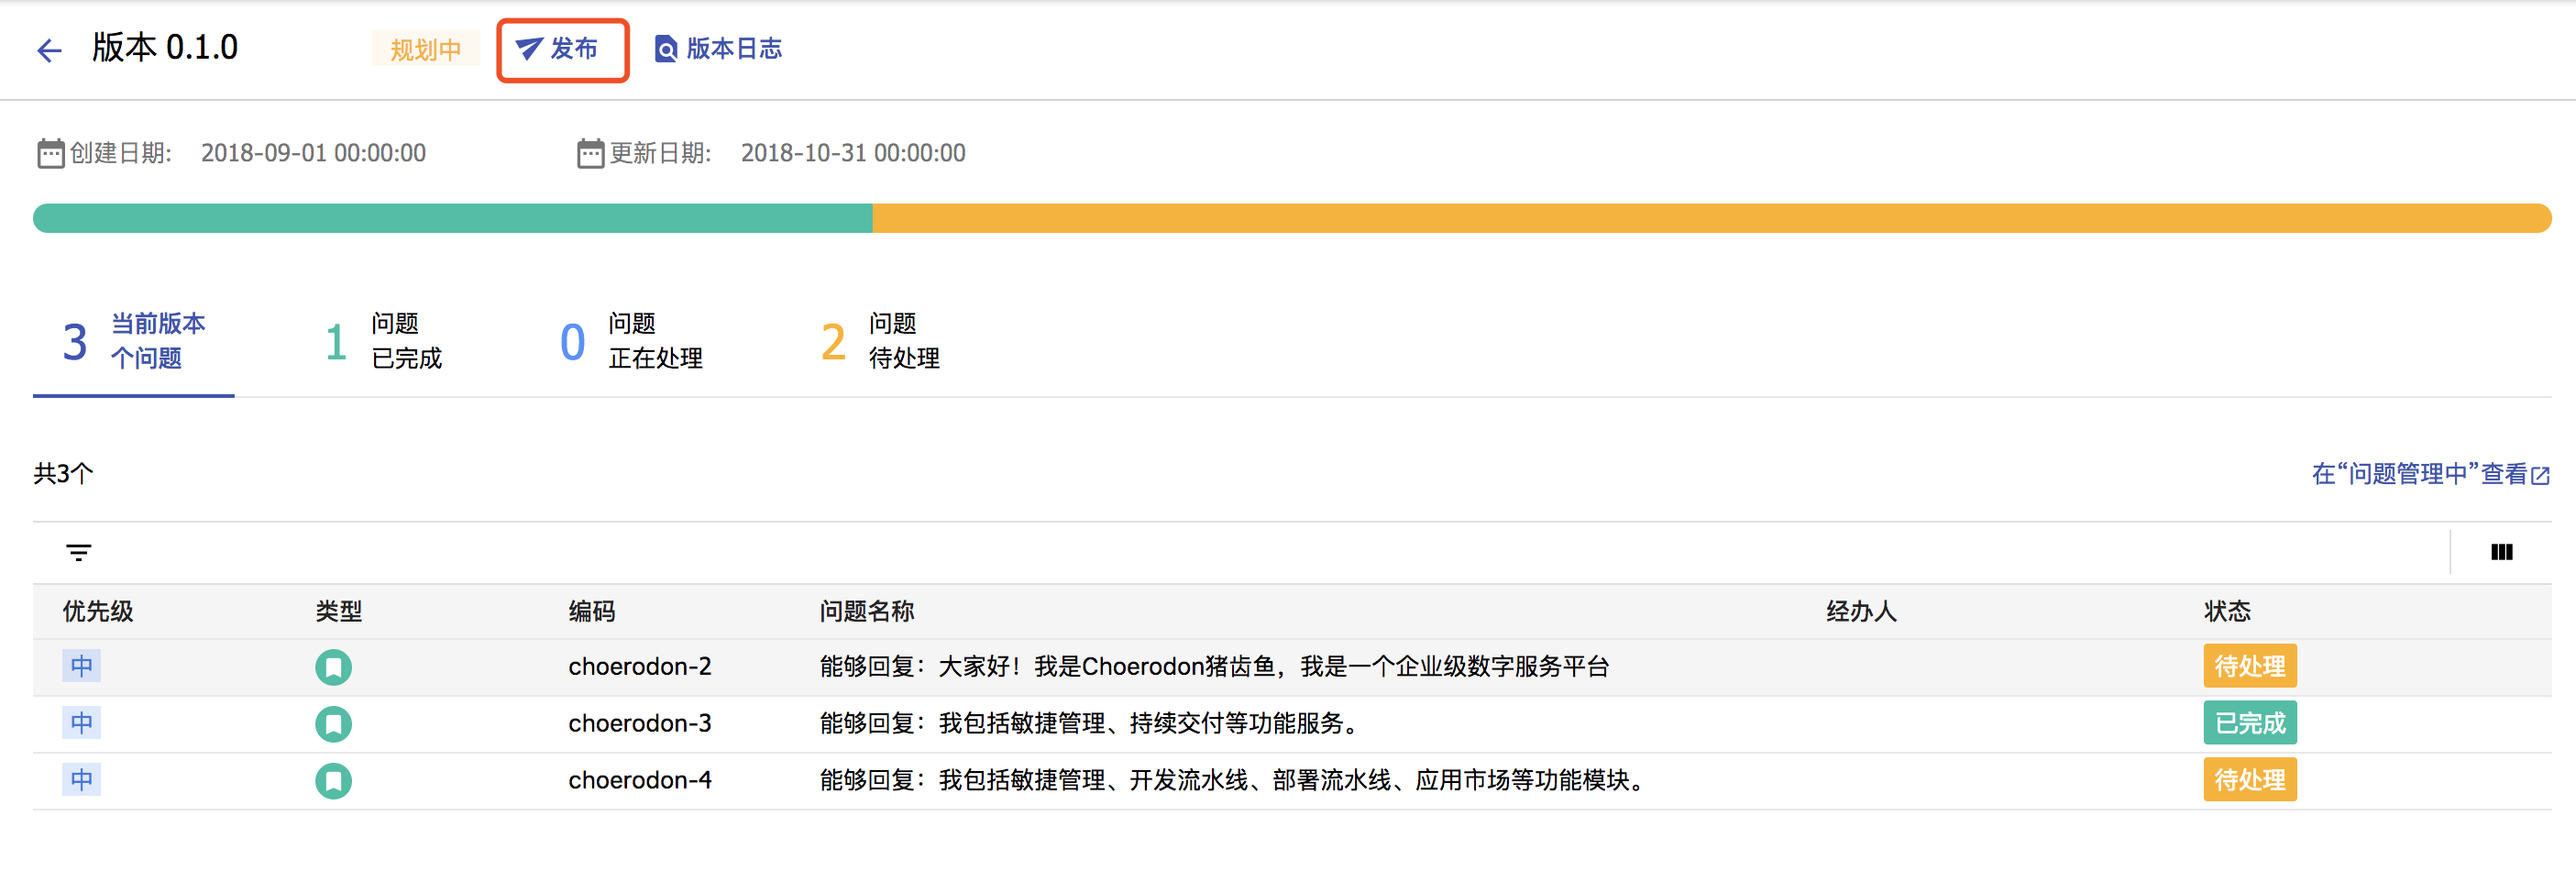 版本 0.1.0 规划中 发布 版本日志
创建日期: 2018-09-01 00:00:00 更新日期: 2018-10-31 00:00:00
3 当前版本 个问题
1 问题 已完成
0 问题 正在处理
2 问题 待处理
共3个 在“问题管理中”查看
优先级 类型 编码 问题名称 经办人 状态
中 choerodon-2 能够回复：大家好！我是Choerodon猪齿鱼，我是一个企业级数字服务平台 待处理
中 choerodon-3 能够回复：我包括敏捷管理、持续交付等功能服务。 已完成
中 choerodon-4 能够回复：我包括敏捷管理、开发流水线、部署流水线、应用市场等功能模块。 待处理